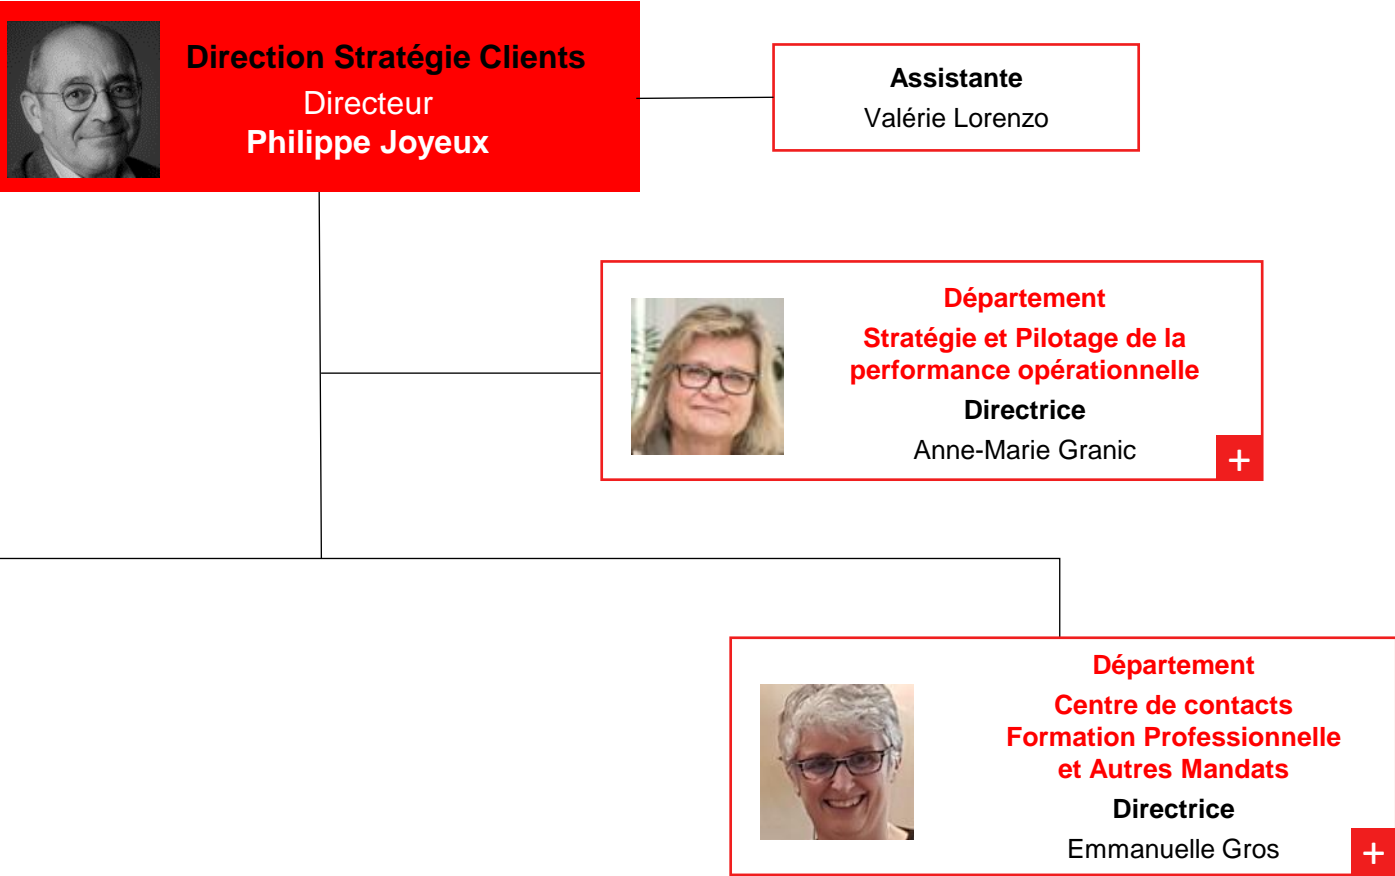 Direction Stratégie Clients
Directeur
Philippe Joyeux
Assistante
Valérie Lorenzo
Département
Stratégie et Pilotage de la
performance opérationnelle
Directrice
Anne-Marie Granic
+
Département
Centre de contacts
Formation Professionnelle
et Autres Mandats
Directrice
Emmanuelle Gros
+